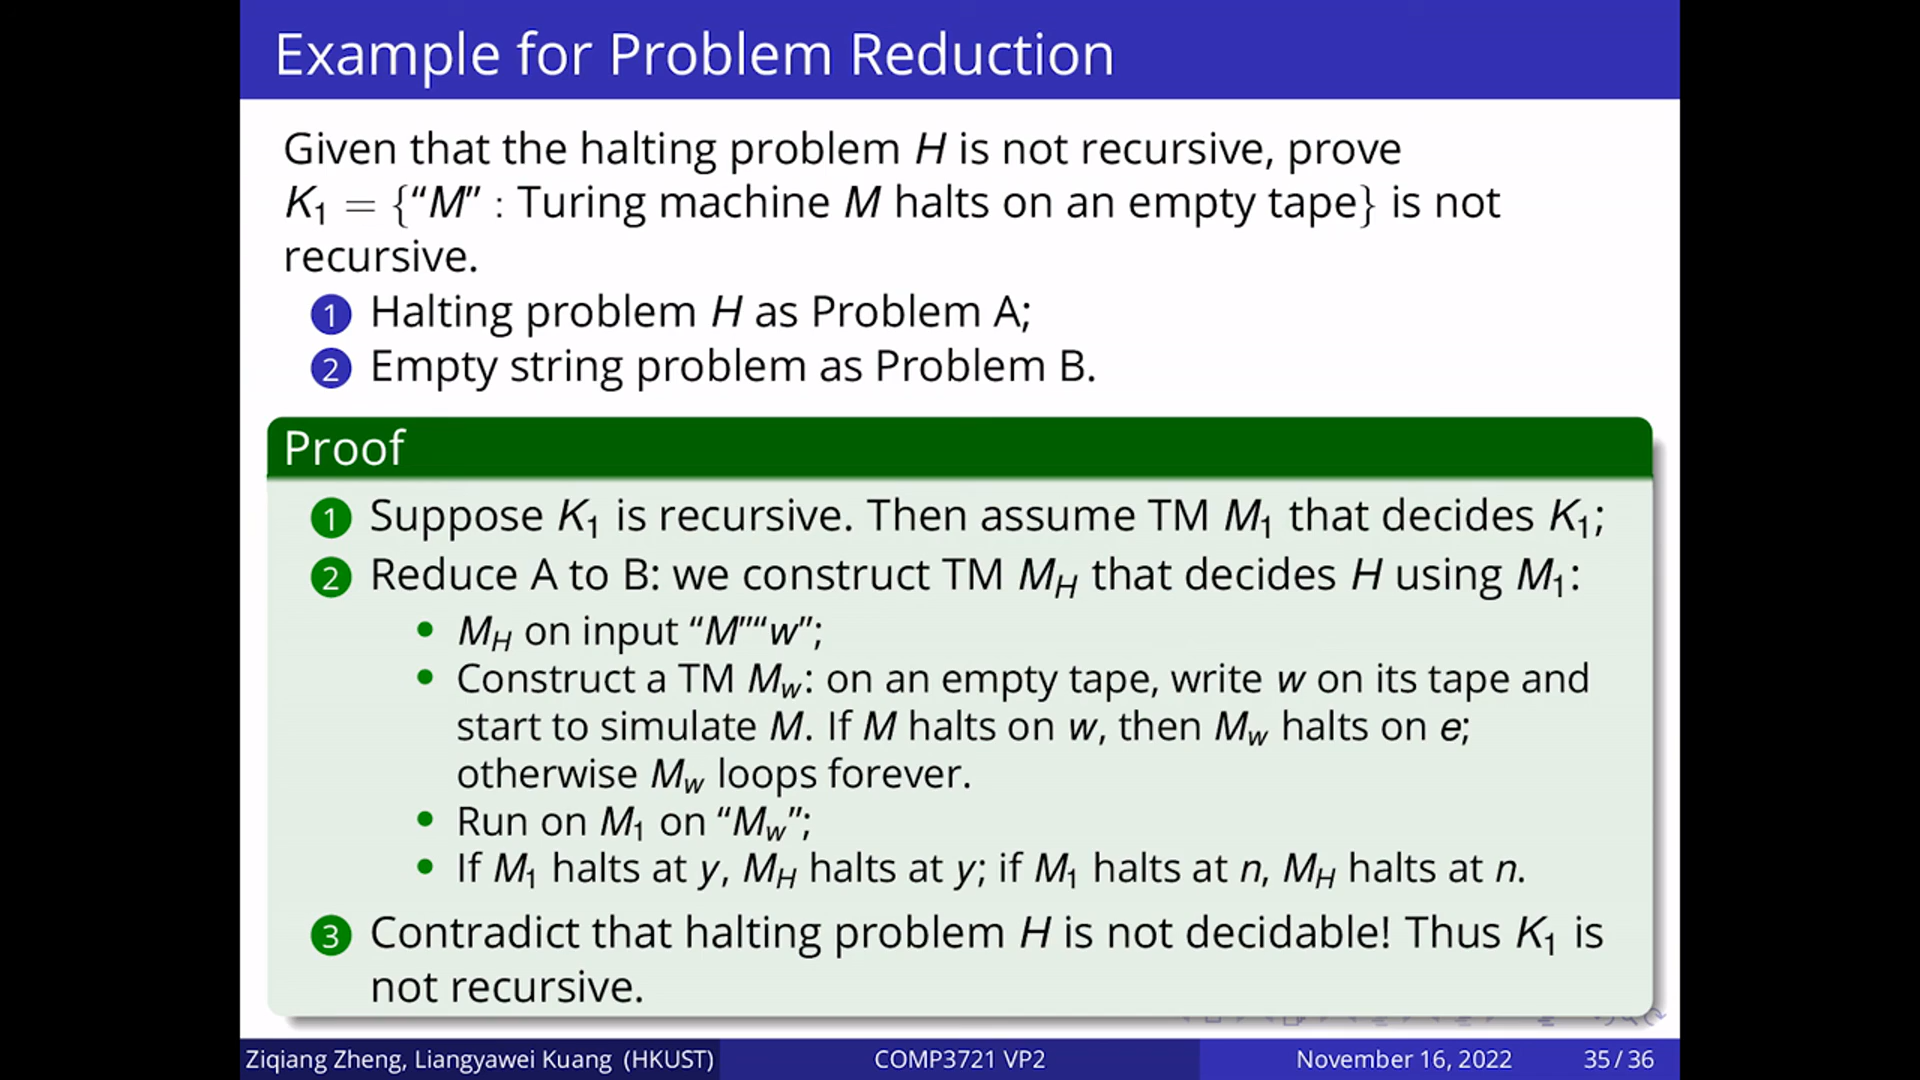 Example for Problem Reduction
Given that the halting problem H is not recursive, prove
K₁ = {“M” : Turing machine M halts on an empty tape} is not
recursive.
1 Halting problem H as Problem A;
2 Empty string problem as Problem B.
Proof
1 Suppose K₁ is recursive. Then assume TM M₁ that decides K₁;
2 Reduce A to B: we construct TM M_H that decides H using M₁:
• M_H on input “M”“w”;
• Construct a TM M_w: on an empty tape, write w on its tape and
start to simulate M. If M halts on w, then M_w halts on e;
otherwise M_w loops forever.
• Run on M₁ on “M_w”;
• If M₁ halts at y, M_H halts at y; if M₁ halts at n, M_H halts at n.
3 Contradict that halting problem H is not decidable! Thus K₁ is
not recursive.
Ziqiang Zheng, Liangyawei Kuang (HKUST) COMP3721 VP2 November 16, 2022 35 / 36